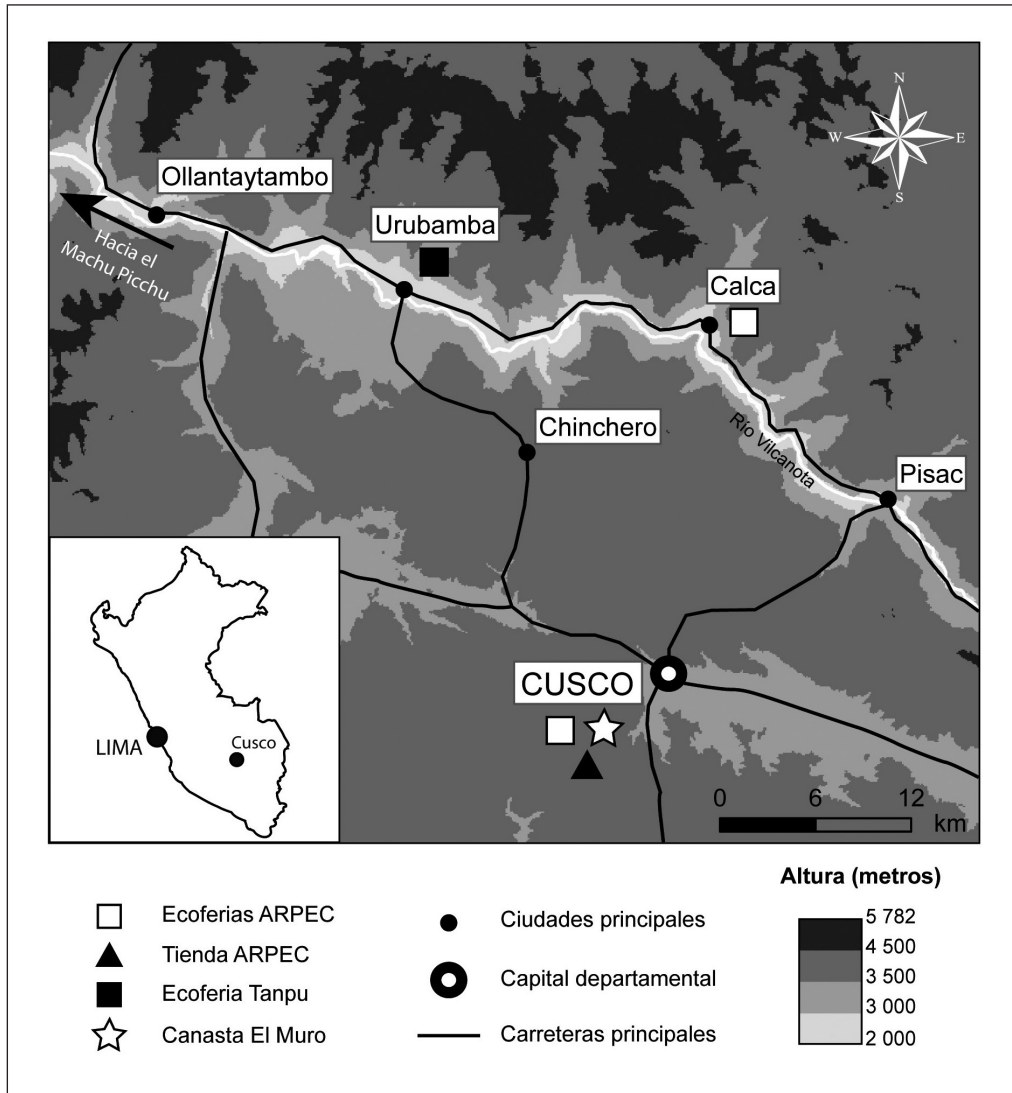 N
W
E
S
Ollantaytambo
Hacia el
Machu Picchu
Urubamba
Calca
Chinchero
Río Vilcanota
Pisac
CUSCO
LIMA
Cusco
0 6 12
km
Altura (metros)
5 782
4 500
3 500
3 000
2 000
Ecoferias ARPEC
Tienda ARPEC
Ecoferia Tanpu
Canasta El Muro
Ciudades principales
Capital departamental
Carreteras principales